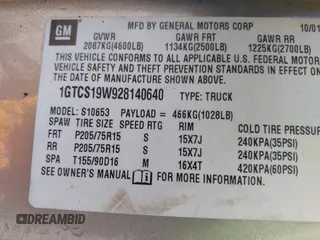 GM
MFD BY GENERAL MOTORS CORP 10/01
GVWR GAWR FRT GAWR RR
2087KG(4600LB) 1134KG(2500LB) 1225KG(2700LB)
THIS VEHICLE CONFORMS TO ALL APPLICABLE U.S. FEDERAL
VEHICLE SAFETY AND THEFT PREVENTION STANDARDS IN EFFECT
ON THE DATE OF MANUFACTURE SHOWN ABOVE.
1GTCS19W928140640 TYPE: TRUCK
MODEL: S10653 PAYLOAD = 466KG(1028LB)
TIRE SIZE SPEED RTG RIM COLD TIRE PRESSURE
FRT P205/75R15 S 15X7J 240KPA(35PSI)
RR P205/75R15 S 15X7J 240KPA(35PSI)
SPA T155/90D16 M 16X4T 420KPA(60PSI)
SEE OWNER'S MANUAL FOR MORE INFORMATION
DREAMBID